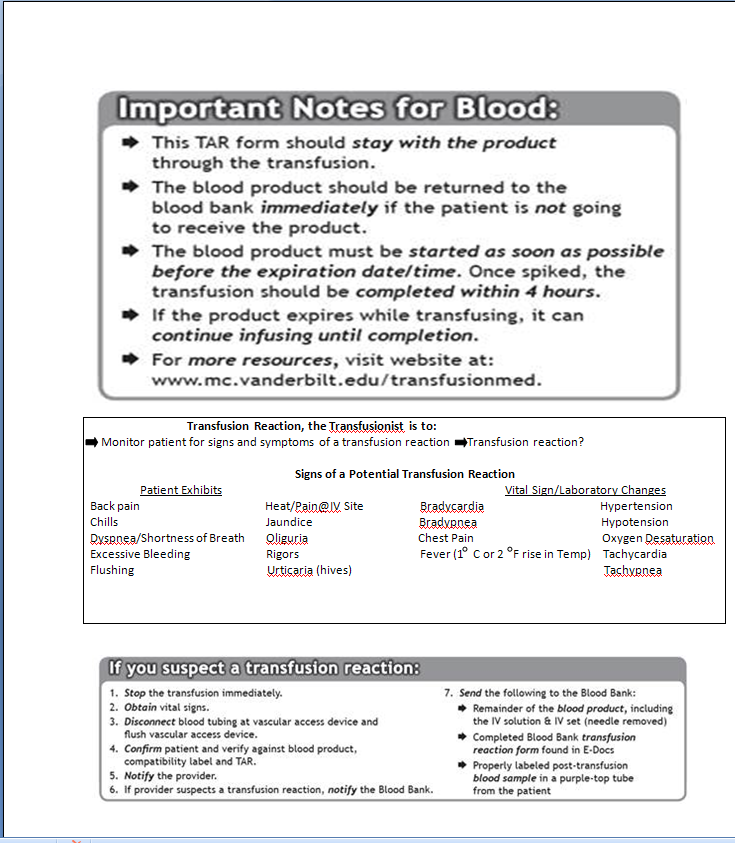 Important Notes for Blood:
This TAR form should stay with the product
through the transfusion.
The blood product should be returned to the
blood bank immediately if the patient is not going
to receive the product.
The blood product must be started as soon as possible
before the expiration date/time. Once spiked, the
transfusion should be completed within 4 hours.
If the product expires while transfusing, it can
continue infusing until completion.
For more resources, visit website at:
www.mc.vanderbilt.edu/transfusionmed.
Transfusion Reaction, the Transfusionist is to:
Monitor patient for signs and symptoms of a transfusion reaction Transfusion reaction?
Signs of a Potential Transfusion Reaction
Patient Exhibits Vital Sign/Laboratory Changes
Back pain Heat/Pain@IV Site Bradycardia Hypertension
Chills Jaundice Bradypnea Hypotension
Dyspnea/Shortness of Breath Oliguria Chest Pain Oxygen Desaturation
Excessive Bleeding Rigors Fever (1° C or 2 °F rise in Temp) Tachycardia
Flushing Urticaria (hives) Tachypnea
If you suspect a transfusion reaction:
1. Stop the transfusion immediately.
2. Obtain vital signs.
3. Disconnect blood tubing at vascular access device and
flush vascular access device.
4. Confirm patient and verify against blood product,
compatibility label and TAR.
5. Notify the provider.
6. If provider suspects a transfusion reaction, notify the Blood Bank.
7. Send the following to the Blood Bank:
Remainder of the blood product, including
the IV solution & IV set (needle removed)
Completed Blood Bank transfusion
reaction form found in E-Docs
Properly labeled post-transfusion
blood sample in a purple-top tube
from the patient